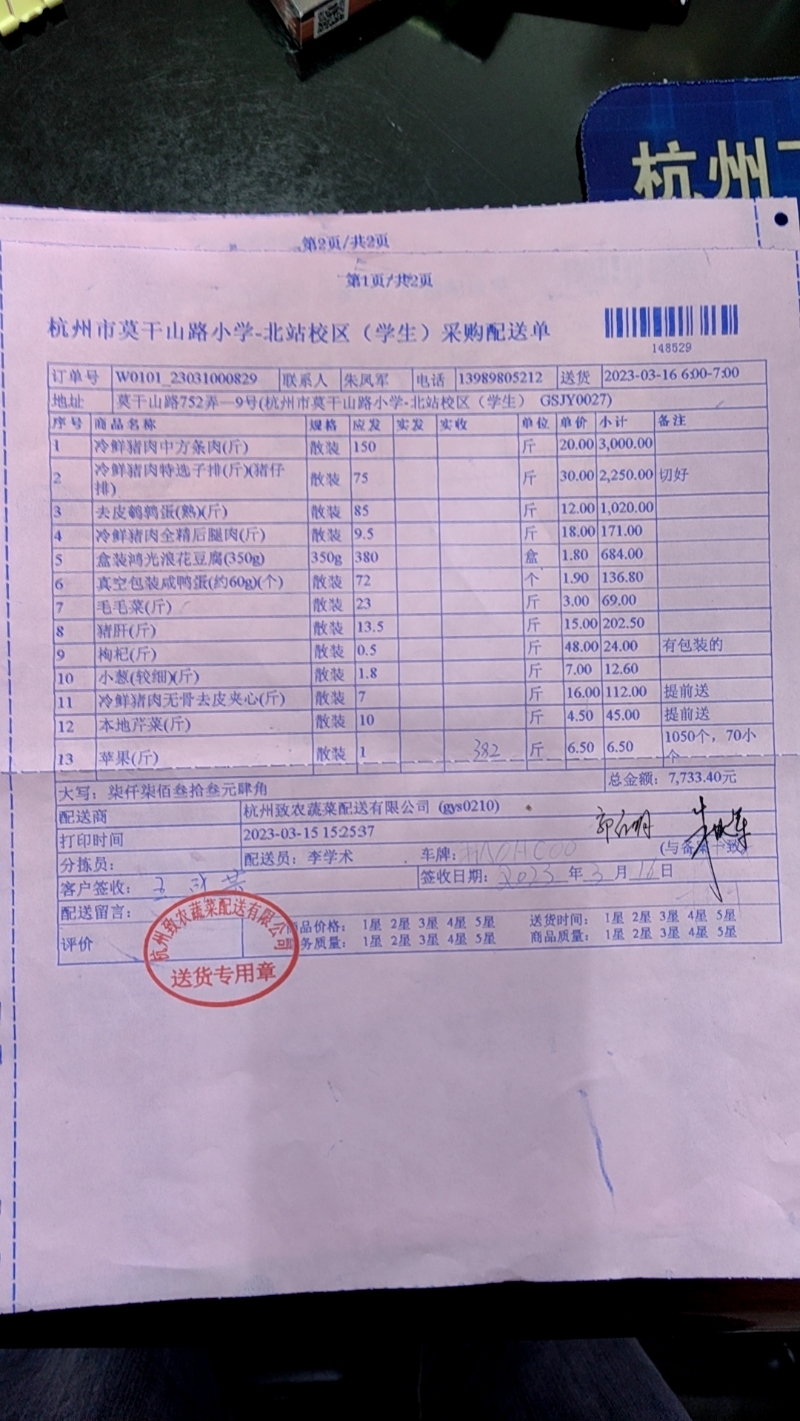 杭州
第2页/共2页
第1页/共2页
杭州市莫干山路小学-北站校区（学生）采购配送单
148529
订单号 W0101_23031000829 联系人 朱凤军 电话 13989805212 送货 2023-03-16 6:00-7:00
地址 莫干山路752弄一9号(杭州市莫干山路小学-北站校区（学生） GSJY0027)
序号 商品名称 规格 应发 实发 实收 单位 单价 小计 备注
1 冷鲜猪肉中方条肉(斤) 散装 150 斤 20.00 3,000.00
2 冷鲜猪肉特选子排(斤)(猪仔排) 散装 75 斤 30.00 2,250.00 切好
3 去皮鹌鹑蛋(熟)(斤) 散装 85 斤 12.00 1,020.00
4 冷鲜猪肉全精后腿肉(斤) 散装 9.5 斤 18.00 171.00
5 盒装鸿光浪花豆腐(350g) 350g 380 盒 1.80 684.00
6 真空包装咸鸭蛋(约60g)(个) 散装 72 个 1.90 136.80
7 毛毛菜(斤) 散装 23 斤 3.00 69.00
8 猪肝(斤) 散装 13.5 斤 15.00 202.50
9 枸杞(斤) 散装 0.5 斤 48.00 24.00 有包装的
10 小葱(较细)(斤) 散装 1.8 斤 7.00 12.60
11 冷鲜猪肉无骨去皮夹心(斤) 散装 7 斤 16.00 112.00 提前送
12 本地芹菜(斤) 散装 10 斤 4.50 45.00 提前送
13 苹果(斤) 散装 1 382 斤 6.50 6.50 1050个，70小个
大写：柒仟柒佰叁拾叁元肆角 总金额：7,733.40元
配送商 杭州致农蔬菜配送有限公司 (gys0210)
打印时间 2023-03-15 15:25:37
分拣员： 配送员：李学术 车牌： (与备案一致)
客户签收： 签收日期：2023年3月16日
配送留言：
评价 商品价格： 1星 2星 3星 4星 5星 送货时间： 1星 2星 3星 4星 5星
务质量： 1星 2星 3星 4星 5星 商品质量： 1星 2星 3星 4星 5星
杭州致农蔬菜配送有限公司
送货专用章